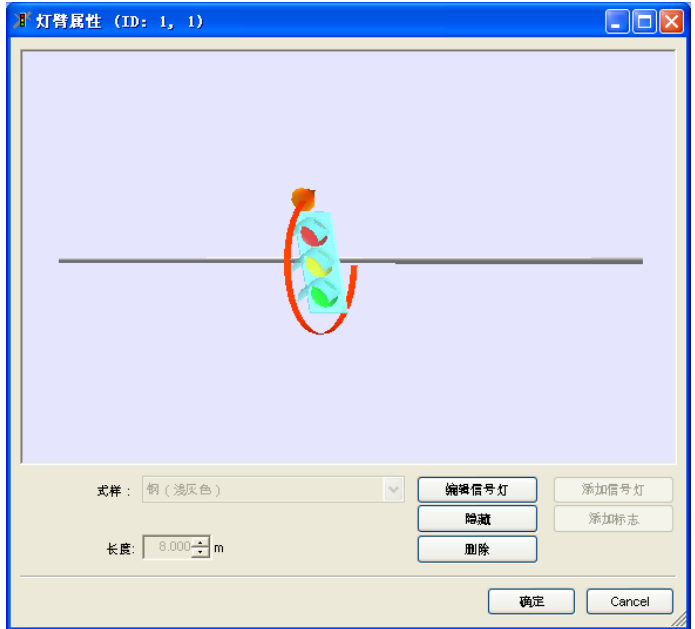 灯臂属性 (ID: 1, 1)
式样： 钢（浅灰色） 编辑信号灯 添加信号灯
隐藏 添加标志
长度: 8.000 m 删除
确定 Cancel